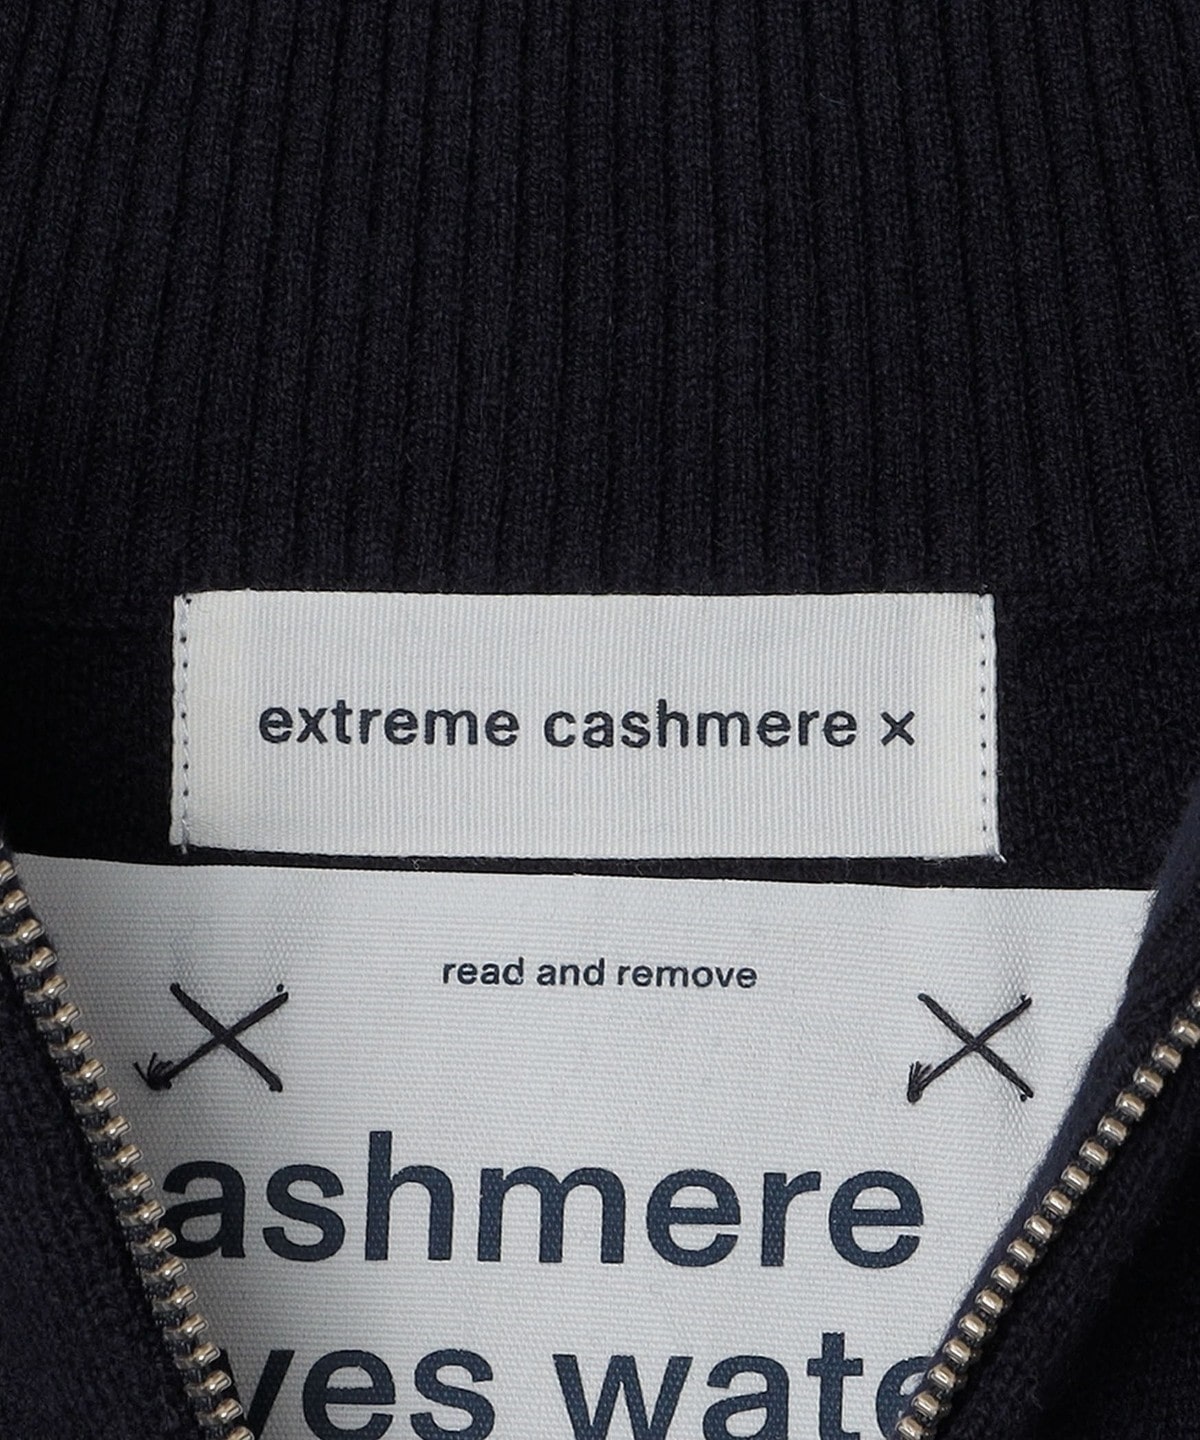 extreme cashmere x
read and remove
ashmere